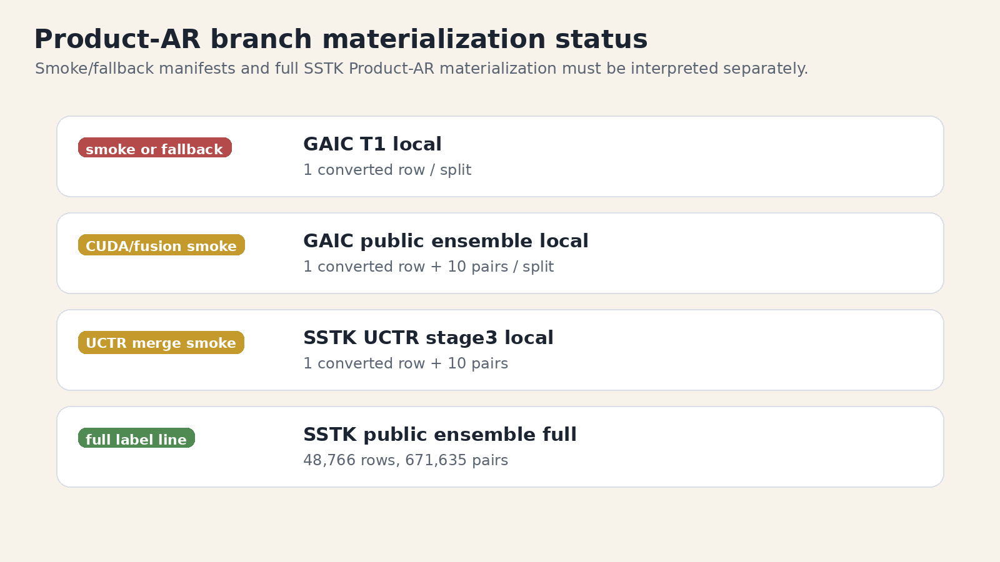 Product-AR branch materialization status
Smoke/fallback manifests and full SSTK Product-AR materialization must be interpreted separately.
smoke or fallback
GAIC T1 local
1 converted row / split
CUDA/fusion smoke
GAIC public ensemble local
1 converted row + 10 pairs / split
UCTR merge smoke
SSTK UCTR stage3 local
1 converted row + 10 pairs
full label line
SSTK public ensemble full
48,766 rows, 671,635 pairs